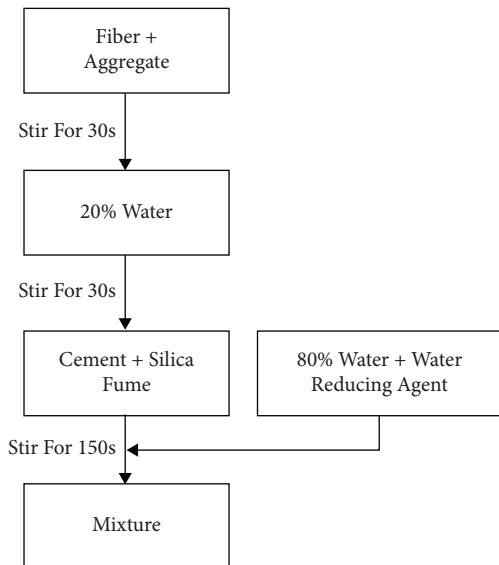 Fiber +
Aggregate
Stir For 30s
20% Water
Stir For 30s
Cement + Silica
Fume
80% Water + Water
Reducing Agent
Stir For 150s
Mixture